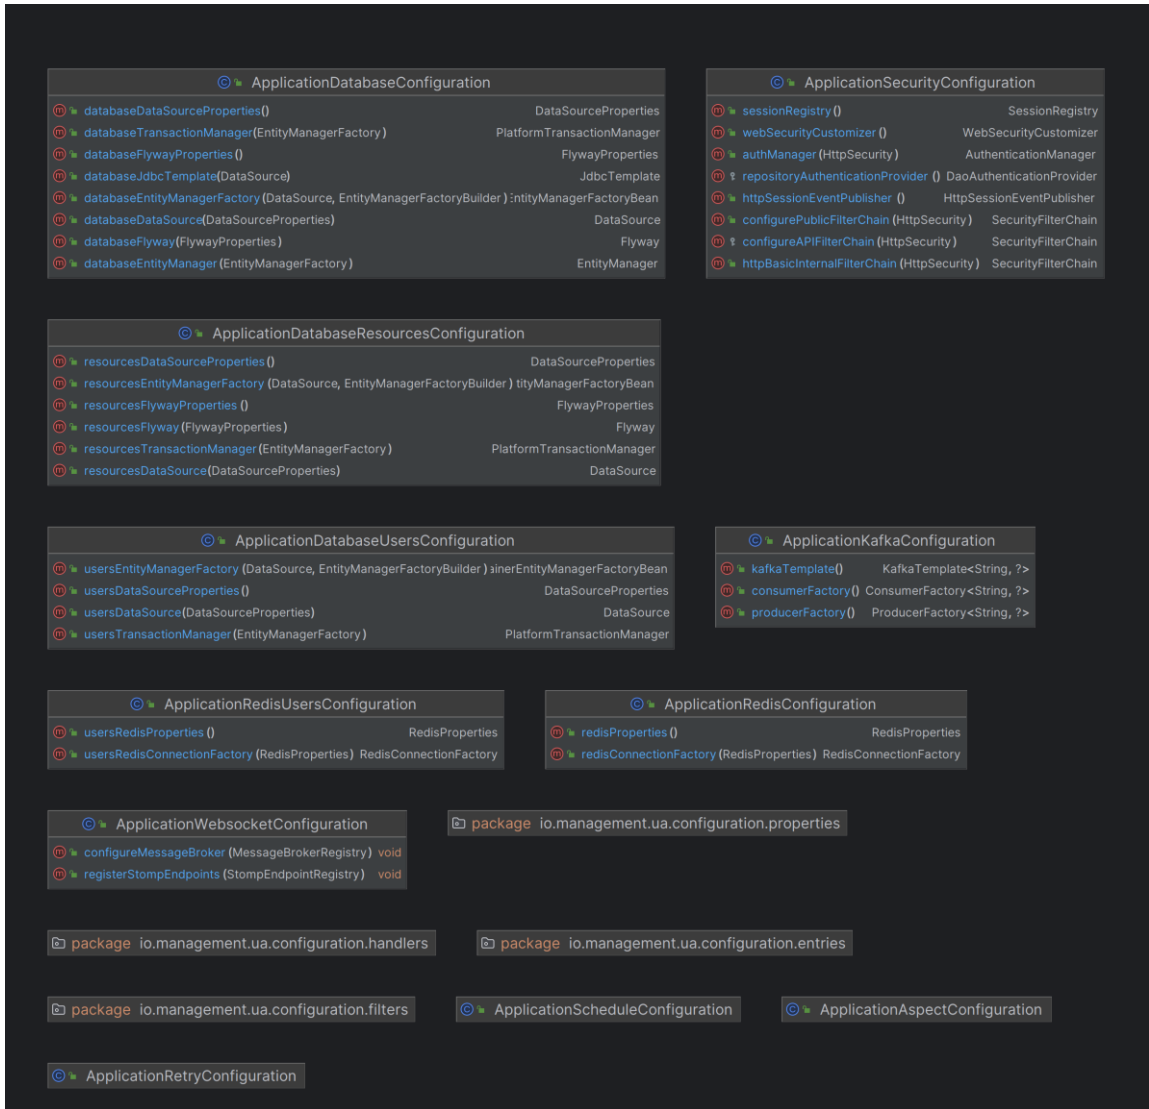 ApplicationDatabaseConfiguration
databaseDataSourceProperties() DataSourceProperties
databaseTransactionManager(EntityManagerFactory) PlatformTransactionManager
databaseFlywayProperties() FlywayProperties
databaseJdbcTemplate(DataSource) JdbcTemplate
databaseEntityManagerFactory(DataSource, EntityManagerFactoryBuilder) EntityManagerFactoryBean
databaseDataSource(DataSourceProperties) DataSource
databaseFlyway(FlywayProperties) Flyway
databaseEntityManager(EntityManagerFactory) EntityManager
ApplicationSecurityConfiguration
sessionRegistry() SessionRegistry
webSecurityCustomizer() WebSecurityCustomizer
authManager(HttpSecurity) AuthenticationManager
repositoryAuthenticationProvider() DaoAuthenticationProvider
httpSessionEventPublisher() HttpSessionEventPublisher
configurePublicFilterChain(HttpSecurity) SecurityFilterChain
configureAPIFilterChain(HttpSecurity) SecurityFilterChain
httpBasicInternalFilterChain(HttpSecurity) SecurityFilterChain
ApplicationDatabaseResourcesConfiguration
resourcesDataSourceProperties() DataSourceProperties
resourcesEntityManagerFactory(DataSource, EntityManagerFactoryBuilder) tityManagerFactoryBean
resourcesFlywayProperties() FlywayProperties
resourcesFlyway(FlywayProperties) Flyway
resourcesTransactionManager(EntityManagerFactory) PlatformTransactionManager
resourcesDataSource(DataSourceProperties) DataSource
ApplicationDatabaseUsersConfiguration
usersEntityManagerFactory(DataSource, EntityManagerFactoryBuilder) inerEntityManagerFactoryBean
usersDataSourceProperties() DataSourceProperties
usersDataSource(DataSourceProperties) DataSource
usersTransactionManager(EntityManagerFactory) PlatformTransactionManager
ApplicationKafkaConfiguration
kafkaTemplate() KafkaTemplate<String, ?>
consumerFactory() ConsumerFactory<String, ?>
producerFactory() ProducerFactory<String, ?>
ApplicationRedisUsersConfiguration
usersRedisProperties() RedisProperties
usersRedisConnectionFactory(RedisProperties) RedisConnectionFactory
ApplicationRedisConfiguration
redisProperties() RedisProperties
redisConnectionFactory(RedisProperties) RedisConnectionFactory
ApplicationWebsocketConfiguration
configureMessageBroker(MessageBrokerRegistry) void
registerStompEndpoints(StompEndpointRegistry) void
package io.management.ua.configuration.properties
package io.management.ua.configuration.handlers
package io.management.ua.configuration.entries
package io.management.ua.configuration.filters
ApplicationScheduleConfiguration
ApplicationAspectConfiguration
ApplicationRetryConfiguration